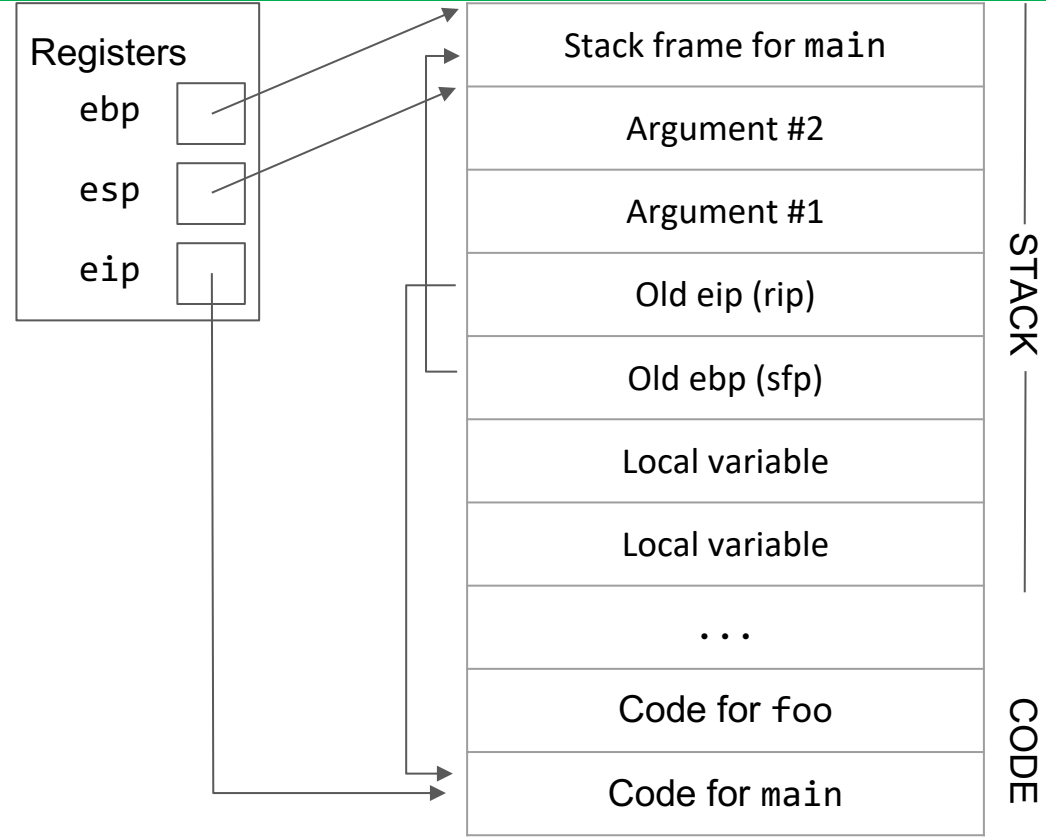 Registers
ebp
esp
eip
Stack frame for main
Argument #2
Argument #1
Old eip (rip)
Old ebp (sfp)
Local variable
Local variable
...
Code for foo
Code for main
STACK
CODE